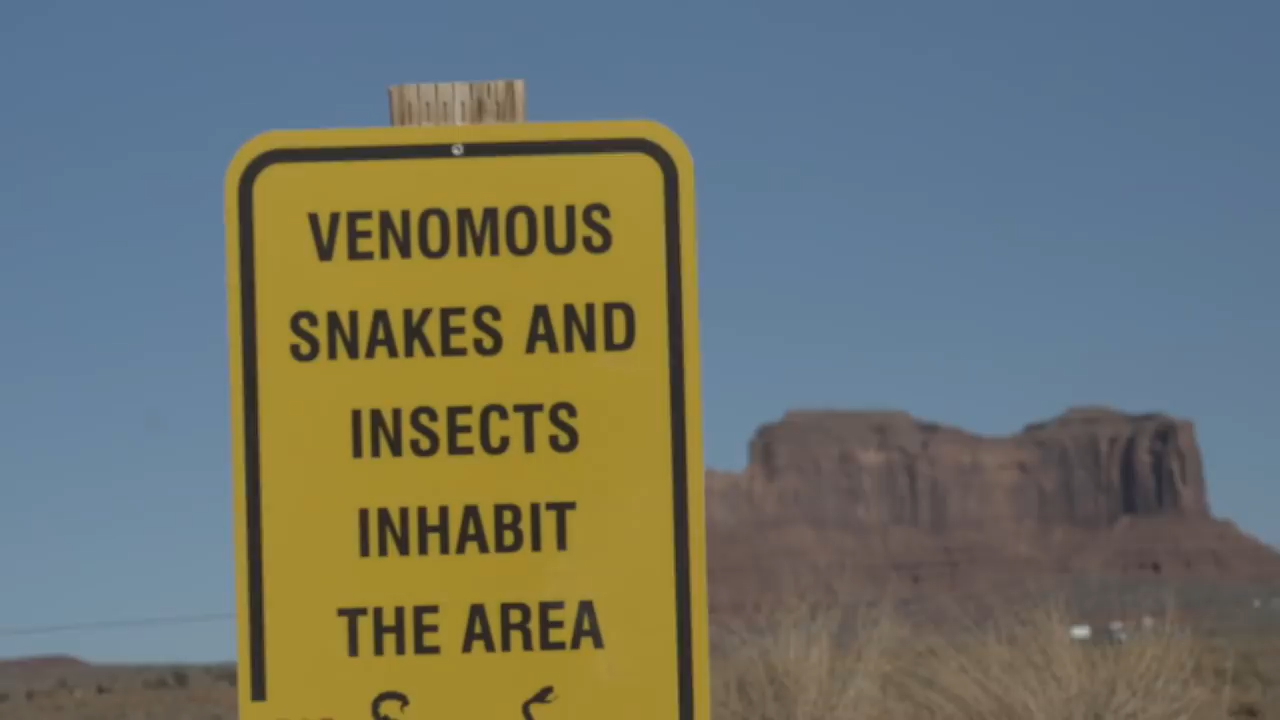 VENOMOUS
SNAKES AND
INSECTS
INHABIT
THE AREA